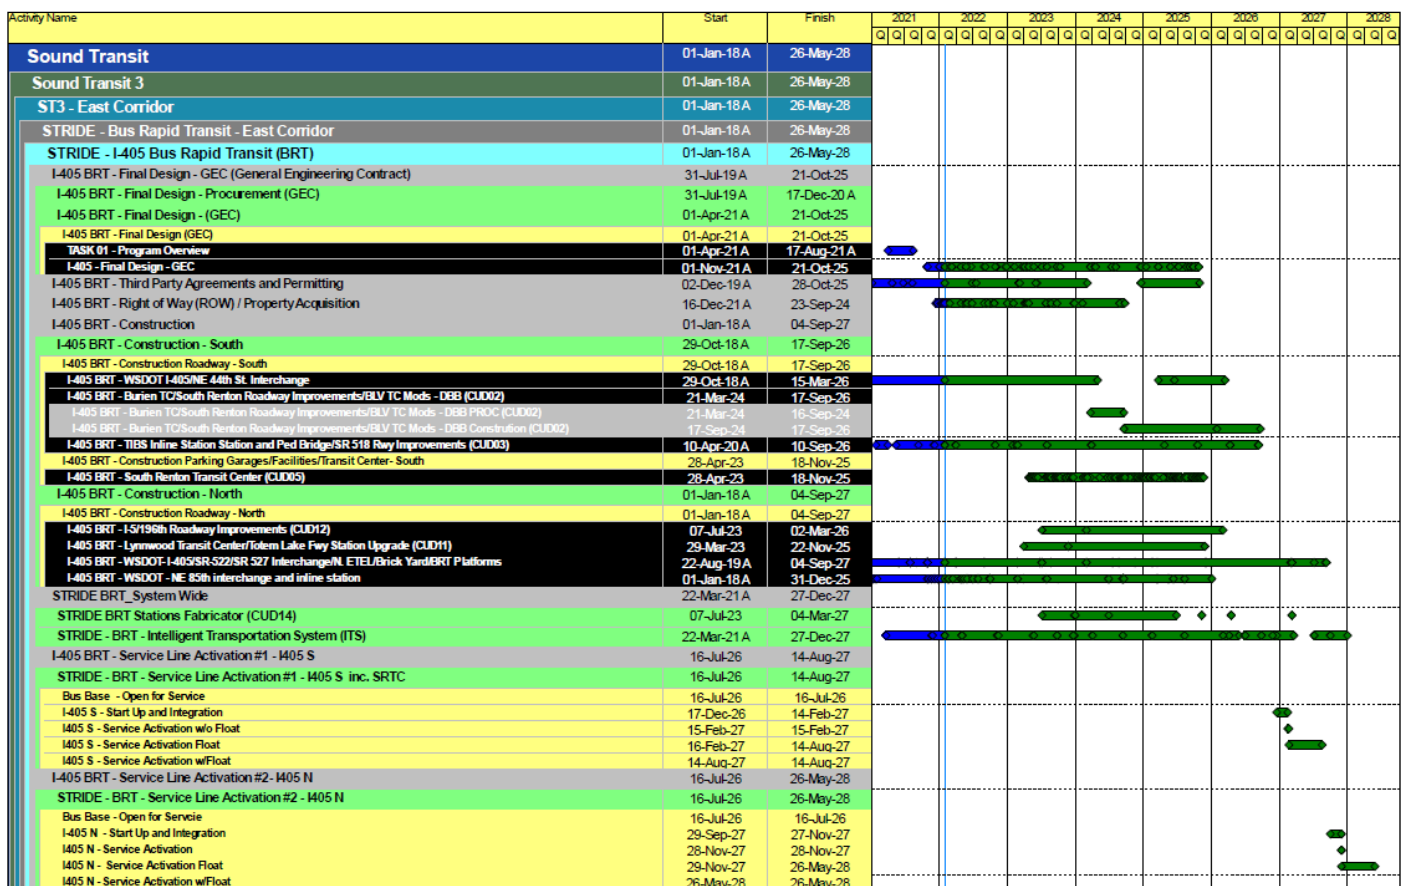 Activity Name Start Finish 2021 2022 2023 2024 2025 2026 2027 2028
Q Q Q Q Q Q Q Q Q Q Q Q Q Q Q Q Q Q Q Q Q Q Q Q Q Q Q Q Q Q Q
Sound Transit 01-Jan-18 A 26-May-28
Sound Transit 3 01-Jan-18 A 26-May-28
ST3 - East Corridor 01-Jan-18 A 26-May-28
STRIDE - Bus Rapid Transit - East Corridor 01-Jan-18 A 26-May-28
STRIDE - I-405 Bus Rapid Transit (BRT) 01-Jan-18 A 26-May-28
I-405 BRT - Final Design - GEC (General Engineering Contract) 31-Jul-19 A 21-Oct-25
I-405 BRT - Final Design - Procurement (GEC) 31-Jul-19 A 17-Dec-20 A
I-405 BRT - Final Design - (GEC) 01-Apr-21 A 21-Oct-25
I-405 BRT - Final Design (GEC) 01-Apr-21 A 21-Oct-25
TASK 01 - Program Overview 01-Apr-21 A 17-Aug-21 A
I-405 - Final Design - GEC 01-Nov-21 A 21-Oct-25
I-405 BRT - Third Party Agreements and Permitting 02-Dec-19 A 28-Oct-25
I-405 BRT - Right of Way (ROW) / Property Acquisition 16-Dec-21 A 23-Sep-24
I-405 BRT - Construction 01-Jan-18 A 04-Sep-27
I-405 BRT - Construction - South 29-Oct-18 A 17-Sep-26
I-405 BRT - Construction Roadway - South 29-Oct-18 A 17-Sep-26
I-405 BRT - WSDOT I-405/NE 44th St. Interchange 29-Oct-18 A 15-Mar-26
I-405 BRT - Burien TC/South Renton Roadway Improvements/BLV TC Mods - DBB (CUD02) 21-Mar-24 17-Sep-26
I-405 BRT - Burien TC/South Renton Roadway Improvements/BLV TC Mods - DBB PROC (CUD02) 21-Mar-24 16-Sep-24
I-405 BRT - Burien TC/South Renton Roadway Improvements/BLV TC Mods - DBB Constrution (CUD02) 17-Sep-24 17-Sep-26
I-405 BRT - TIBS Inline Station Station and Ped Bridge/SR 518 Rwy Improvements (CUD03) 10-Apr-20 A 10-Sep-26
I-405 BRT - Construction Parking Garages/Facilities/Transit Center- South 28-Apr-23 18-Nov-25
I-405 BRT - South Renton Transit Center (CUD05) 28-Apr-23 18-Nov-25
I-405 BRT - Construction - North 01-Jan-18 A 04-Sep-27
I-405 BRT - Construction Roadway - North 01-Jan-18 A 04-Sep-27
I-405 BRT - I-5/196th Roadway Improvements (CUD12) 07-Jul-23 02-Mar-26
I-405 BRT - Lynnwood Transit Center/Totem Lake Fwy Station Upgrade (CUD11) 29-Mar-23 22-Nov-25
I-405 BRT - WSDOT- I-405/SR-522/SR 527 Interchange/N. ETEL/Brick Yard/BRT Platforms 22-Aug-19 A 04-Sep-27
I-405 BRT - WSDOT - NE 85th interchange and inline station 01-Jan-18 A 31-Dec-25
STRIDE BRT_System Wide 22-Mar-21 A 27-Dec-27
STRIDE BRT Stations Fabricator (CUD14) 07-Jul-23 04-Mar-27
STRIDE - BRT - Intelligent Transportation System (ITS) 22-Mar-21 A 27-Dec-27
I-405 BRT - Service Line Activation #1 - I405 S 16-Jul-26 14-Aug-27
STRIDE - BRT - Service Line Activation #1 - I405 S inc. SRTC 16-Jul-26 14-Aug-27
Bus Base - Open for Service 16-Jul-26 16-Jul-26
I-405 S - Start Up and Integration 17-Dec-26 14-Feb-27
I405 S - Service Activation w/o Float 15-Feb-27 15-Feb-27
I405 S - Service Activation Float 16-Feb-27 14-Aug-27
I405 S - Service Activation w/Float 14-Aug-27 14-Aug-27
I-405 BRT - Service Line Activation #2- I405 N 16-Jul-26 26-May-28
STRIDE - BRT - Service Line Activation #2 - I405 N 16-Jul-26 26-May-28
Bus Base - Open for Servcie 16-Jul-26 16-Jul-26
I-405 N - Start Up and Integration 29-Sep-27 27-Nov-27
I405 N - Service Activation 28-Nov-27 28-Nov-27
I405 N - Service Activation Float 29-Nov-27 26-May-28
I405 N - Service Activation w/Float 26-May-28 26-May-28